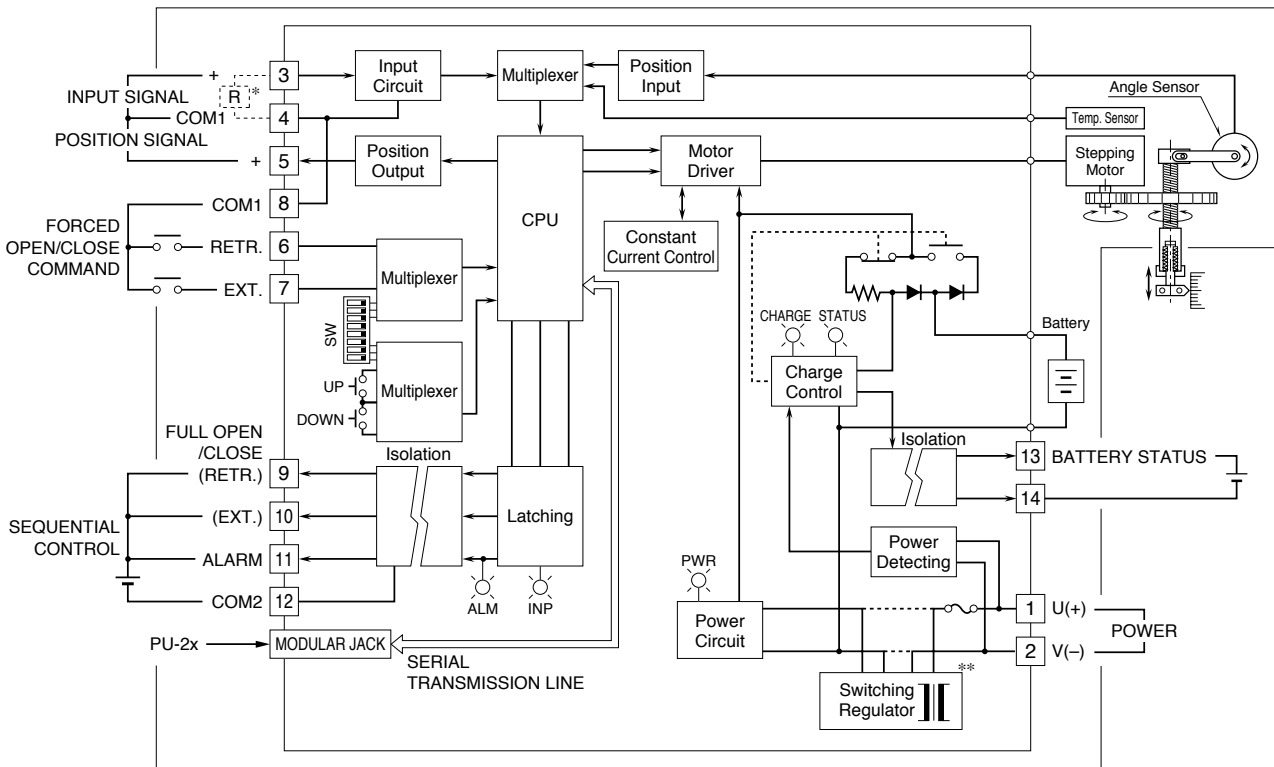 +
3
INPUT SIGNAL
R
*
COM1
4
POSITION SIGNAL
+
5
COM1
8
FORCED
OPEN/CLOSE
COMMAND
RETR.
6
EXT.
7
Input
Circuit
Multiplexer
Position
Input
Angle Sensor
Temp. Sensor
Position
Output
CPU
Motor
Driver
Stepping
Motor
Constant
Current Control
Multiplexer
SW
Multiplexer
UP
DOWN
CHARGE
STATUS
Charge
Control
Battery
FULL OPEN
/CLOSE
(RETR.)
9
(EXT.)
10
SEQUENTIAL
CONTROL
ALARM
11
COM2
12
Isolation
Latching
ALM
INP
Isolation
13
BATTERY STATUS
14
Power
Detecting
PWR
Power
Circuit
1
U(+)
POWER
2
V(–)
**
Switching
Regulator
PU-2x
MODULAR JACK
SERIAL
TRANSMISSION LINE